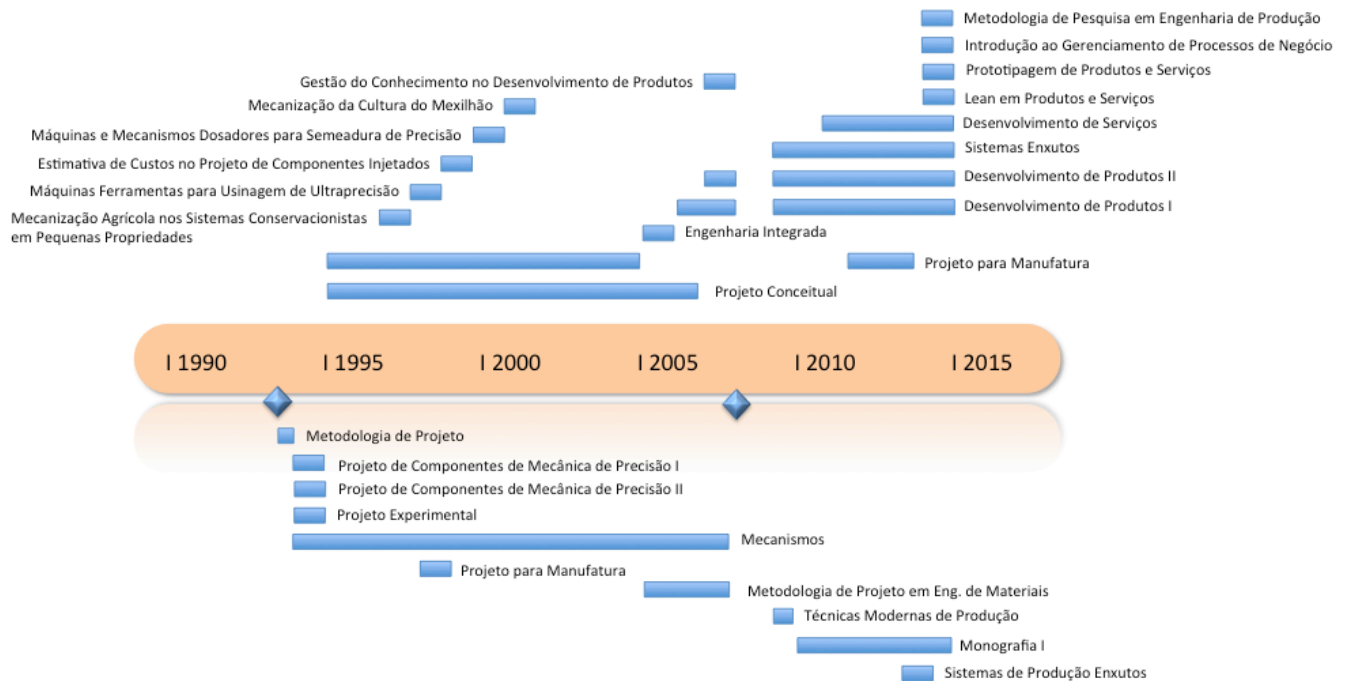 Metodologia de Pesquisa em Engenharia de Produção
Introdução ao Gerenciamento de Processos de Negócio
Prototipagem de Produtos e Serviços
Gestão do Conhecimento no Desenvolvimento de Produtos
Lean em Produtos e Serviços
Mecanização da Cultura do Mexilhão
Desenvolvimento de Serviços
Máquinas e Mecanismos Dosadores para Semeadura de Precisão
Sistemas Enxutos
Estimativa de Custos no Projeto de Componentes Injetados
Desenvolvimento de Produtos II
Máquinas Ferramentas para Usinagem de Ultraprecisão
Desenvolvimento de Produtos I
Mecanização Agrícola nos Sistemas Conservacionistas
em Pequenas Propriedades
Engenharia Integrada
Projeto para Manufatura
Projeto Conceitual
I 1990 I 1995 I 2000 I 2005 I 2010 I 2015
Metodologia de Projeto
Projeto de Componentes de Mecânica de Precisão I
Projeto de Componentes de Mecânica de Precisão II
Projeto Experimental
Mecanismos
Projeto para Manufatura
Metodologia de Projeto em Eng. de Materiais
Técnicas Modernas de Produção
Monografia I
Sistemas de Produção Enxutos